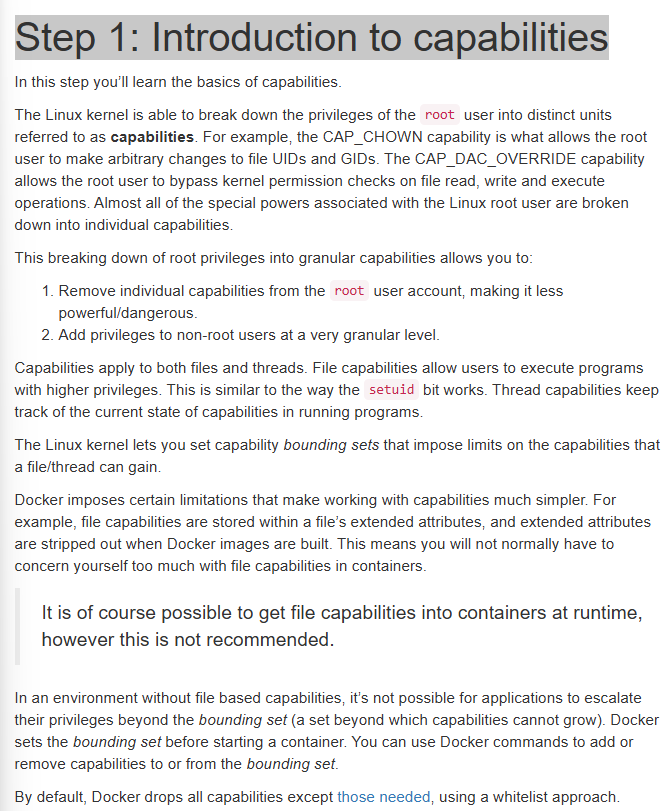 Step 1: Introduction to capabilities
In this step you’ll learn the basics of capabilities.
The Linux kernel is able to break down the privileges of the root user into distinct units
referred to as capabilities. For example, the CAP_CHOWN capability is what allows the root
user to make arbitrary changes to file UIDs and GIDs. The CAP_DAC_OVERRIDE capability
allows the root user to bypass kernel permission checks on file read, write and execute
operations. Almost all of the special powers associated with the Linux root user are broken
down into individual capabilities.
This breaking down of root privileges into granular capabilities allows you to:
1. Remove individual capabilities from the root user account, making it less
powerful/dangerous.
2. Add privileges to non-root users at a very granular level.
Capabilities apply to both files and threads. File capabilities allow users to execute programs
with higher privileges. This is similar to the way the setuid bit works. Thread capabilities keep
track of the current state of capabilities in running programs.
The Linux kernel lets you set capability bounding sets that impose limits on the capabilities that
a file/thread can gain.
Docker imposes certain limitations that make working with capabilities much simpler. For
example, file capabilities are stored within a file’s extended attributes, and extended attributes
are stripped out when Docker images are built. This means you will not normally have to
concern yourself too much with file capabilities in containers.
It is of course possible to get file capabilities into containers at runtime,
however this is not recommended.
In an environment without file based capabilities, it’s not possible for applications to escalate
their privileges beyond the bounding set (a set beyond which capabilities cannot grow). Docker
sets the bounding set before starting a container. You can use Docker commands to add or
remove capabilities to or from the bounding set.
By default, Docker drops all capabilities except those needed, using a whitelist approach.